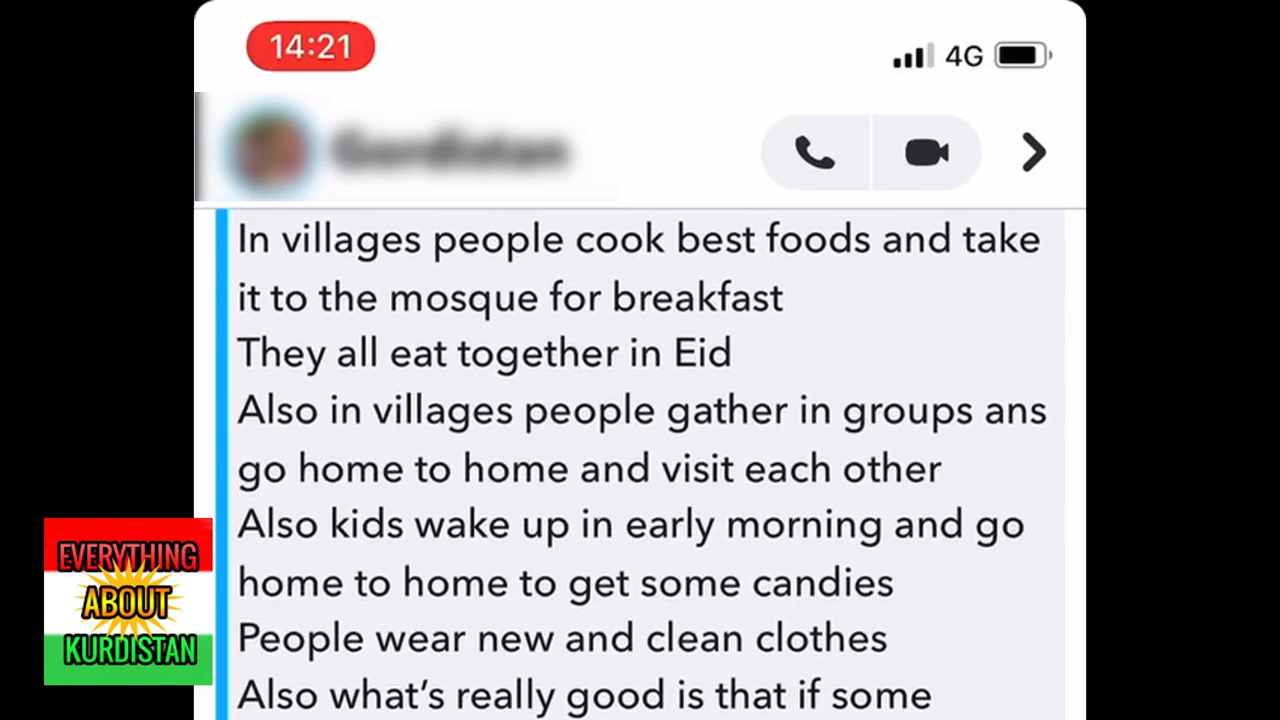 14:21
4G
Gordistan
In villages people cook best foods and take
it to the mosque for breakfast
They all eat together in Eid
Also in villages people gather in groups ans
go home to home and visit each other
Also kids wake up in early morning and go
home to home to get some candies
People wear new and clean clothes
Also what's really good is that if some
EVERYTHING
ABOUT
KURDISTAN